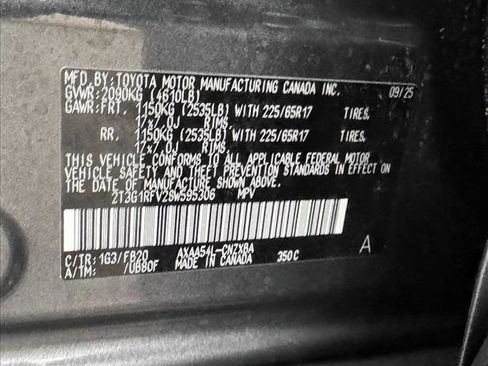 MFD.BY:TOYOTA MOTOR MANUFACTURING CANADA INC. 09/25
GVWR:2090KG (4610LB)
GAWR:FRT. 1150KG (2535LB) WITH 225/65R17 TIRES,
17x7.0J RIMS,
RR. 1150KG (2535LB) WITH 225/65R17 TIRES,
17x7.0J RIMS,
THIS VEHICLE CONFORMS TO ALL APPLICABLE FEDERAL MOTOR
VEHICLE SAFETY AND THEFT PREVENTION STANDARDS IN EFFECT
ON THE DATE OF MANUFACTURE SHOWN ABOVE.
2T3G1RFV2SW595306 MPV
C/TR: 1G3/FB20 AXAA54L-CNZXBA 350C A
A/TM: /UB80F MADE IN CANADA